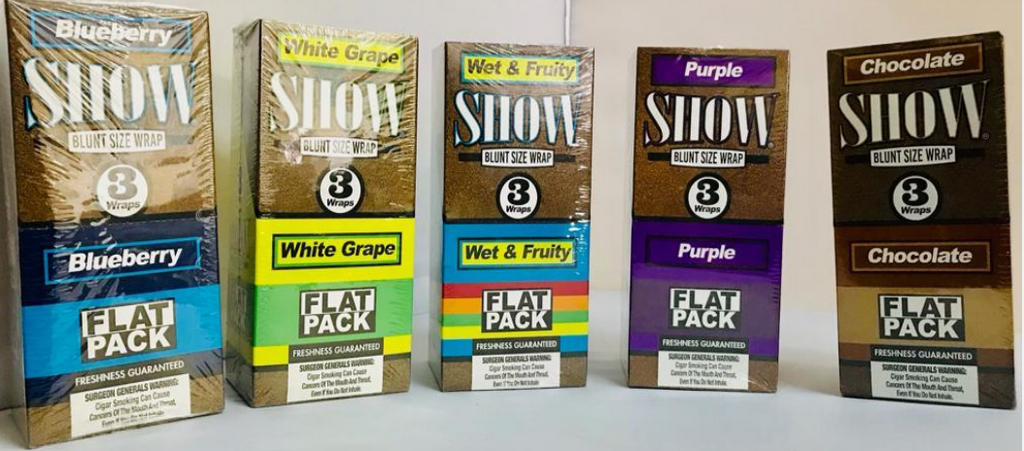 Blueberry
SHOW
BLUNT SIZE WRAP
3
Wraps
Blueberry
FLAT
PACK
FRESHNESS GUARANTEED
SURGEON GENERALS WARNING:
Cigar Smoking Can Cause
Cancers Of The Mouth And Throat,
Even If You Do Not Inhale.
White Grape
SHOW
BLUNT SIZE WRAP
3
Wraps
White Grape
FLAT
PACK
FRESHNESS GUARANTEED
SURGEON GENERALS WARNING:
Cigar Smoking Can Cause
Cancers Of The Mouth And Throat,
Even If You Do Not Inhale.
Wet & Fruity
SHOW
BLUNT SIZE WRAP
3
Wraps
Wet & Fruity
FLAT
PACK
FRESHNESS GUARANTEED
SURGEON GENERALS WARNING:
Cigar Smoking Can Cause
Cancers Of The Mouth And Throat,
Even If You Do Not Inhale.
Purple
SHOW
BLUNT SIZE WRAP
3
Wraps
Purple
FLAT
PACK
FRESHNESS GUARANTEED
SURGEON GENERALS WARNING:
Cigar Smoking Can Cause
Cancers Of The Mouth And Throat,
Even If You Do Not Inhale.
Chocolate
SHOW®
BLUNT SIZE WRAP
3
Wraps
Chocolate
FLAT
PACK
FRESHNESS GUARANTEED
SURGEON GENERALS WARNING:
Cigar Smoking Can Cause
Cancers Of The Mouth And Throat,
Even If You Do Not Inhale.